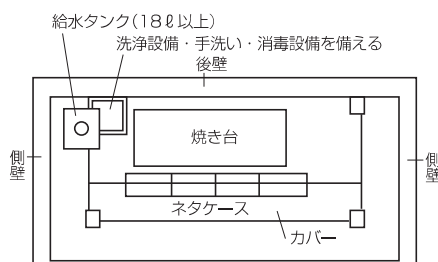 給水タンク(18ℓ以上)
洗浄設備・手洗い・消毒設備を備える
後壁
焼き台
側壁
側壁
ネタケース
カバー